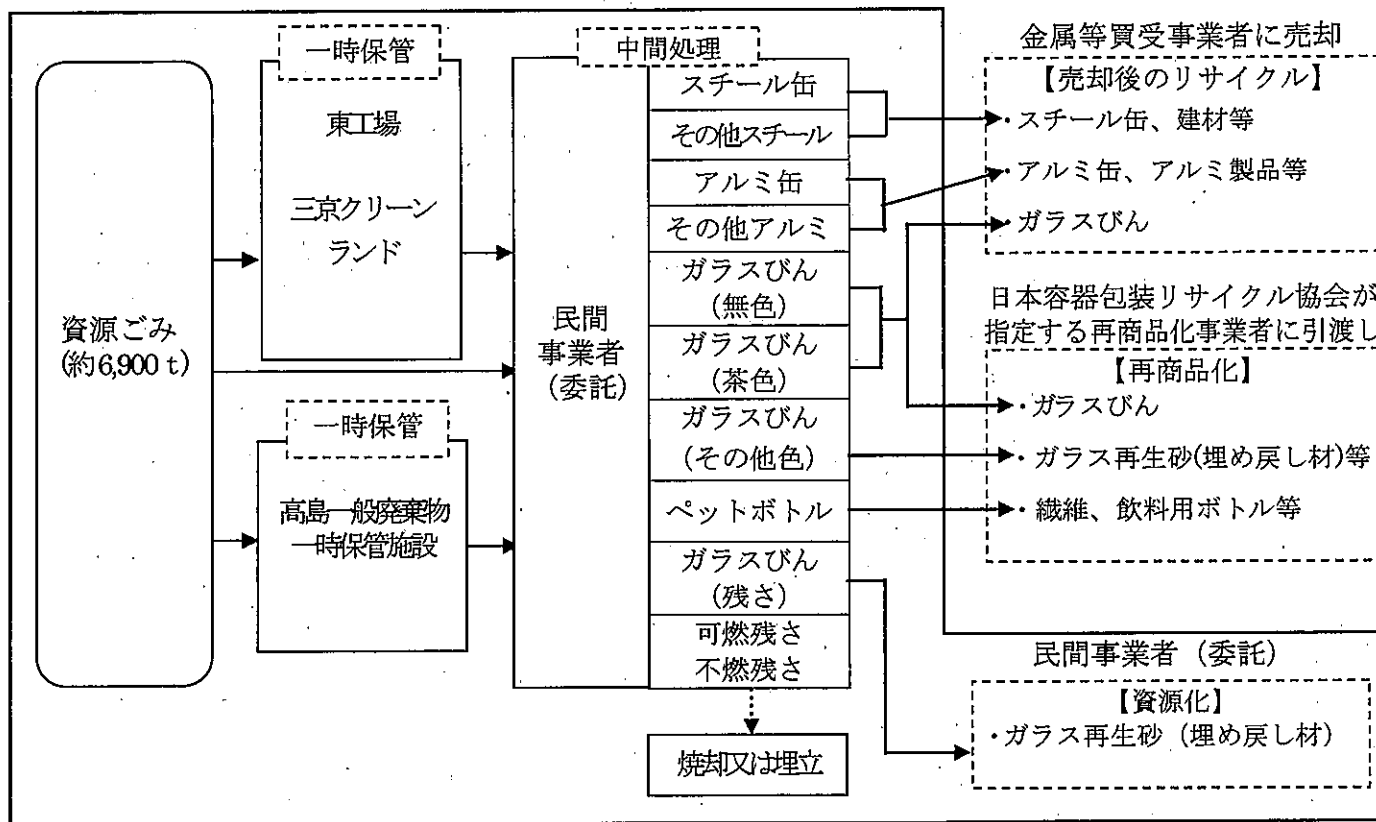 資源ごみ
(約6,900 t)
一時保管
東工場
三京クリーン
ランド
一時保管
高島一般廃棄物
一時保管施設
中間処理
民間
事業者
(委託)
スチール缶
その他スチール
アルミ缶
その他アルミ
ガラスびん
(無色)
ガラスびん
(茶色)
ガラスびん
(その他色)
ペットボトル
ガラスびん
(残さ)
可燃残さ
不燃残さ
焼却又は埋立
金属等買受事業者に売却
【売却後のリサイクル】
・スチール缶、建材等
・アルミ缶、アルミ製品等
・ガラスびん
日本容器包装リサイクル協会が
指定する再商品化事業者に引渡し
【再商品化】
・ガラスびん
・ガラス再生砂(埋め戻し材)等
・繊維、飲料用ボトル等
民間事業者（委託）
【資源化】
・ガラス再生砂（埋め戻し材）